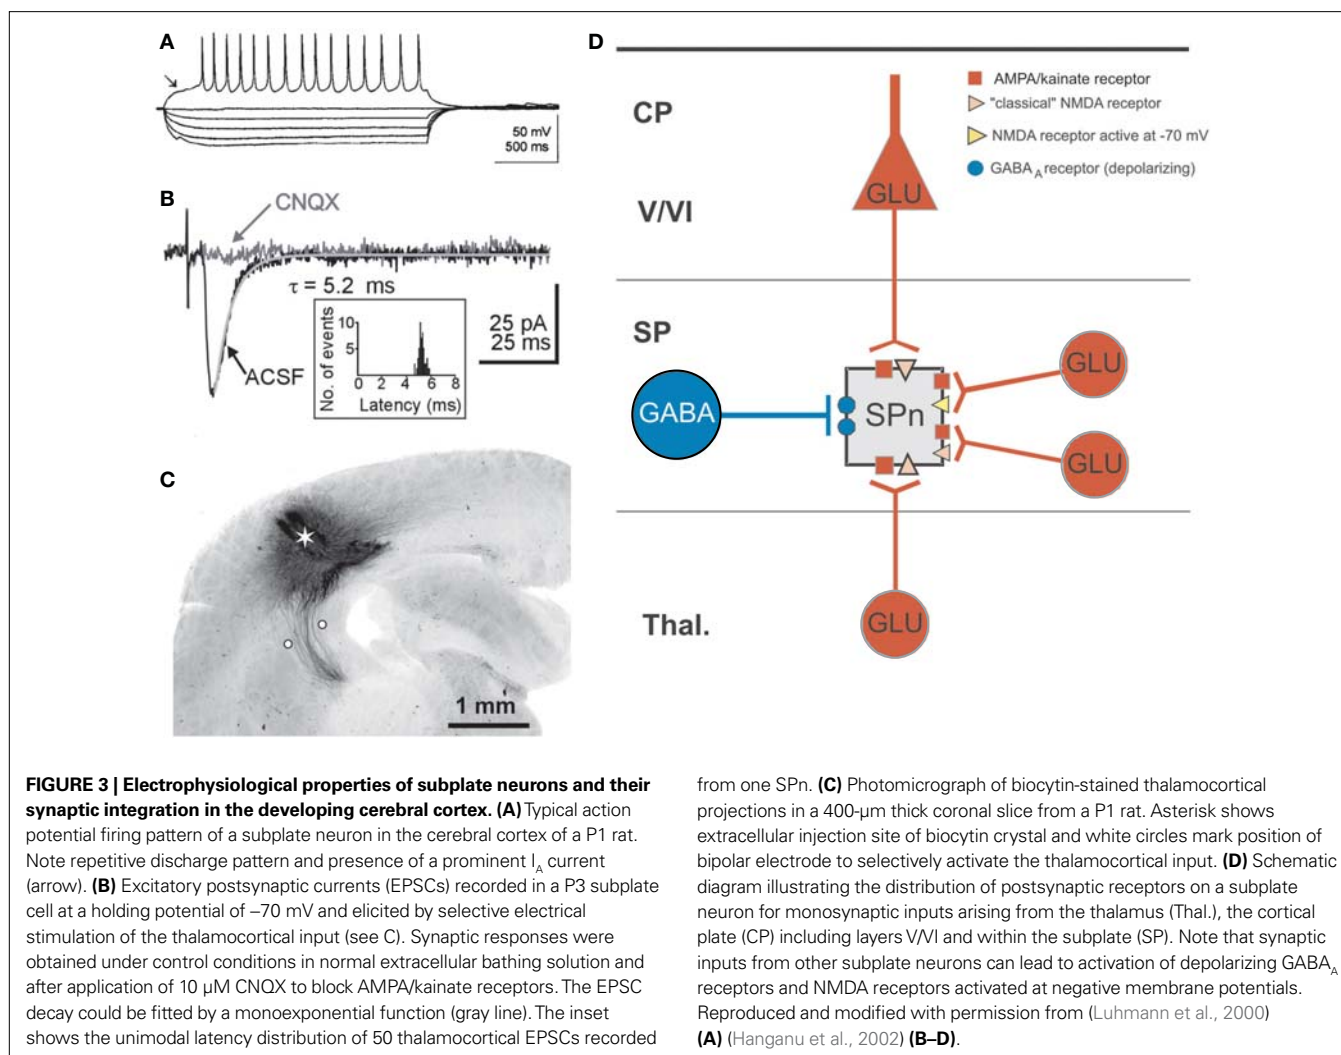 A
50 mV
500 ms
B
CNQX
τ = 5.2 ms
ACSF
No. of events
10
5
0 2 4 6 8
Latency (ms)
25 pA
25 ms
C
1 mm
D
CP
V/VI
SP
Thal.
AMPA/kainate receptor
"classical" NMDA receptor
NMDA receptor active at -70 mV
GABA A receptor (depolarizing)
GLU
GABA
SPn
GLU
GLU
GLU
FIGURE 3 | Electrophysiological properties of subplate neurons and their
synaptic integration in the developing cerebral cortex. (A) Typical action
potential firing pattern of a subplate neuron in the cerebral cortex of a P1 rat.
Note repetitive discharge pattern and presence of a prominent I_A current
(arrow). (B) Excitatory postsynaptic currents (EPSCs) recorded in a P3 subplate
cell at a holding potential of −70 mV and elicited by selective electrical
stimulation of the thalamocortical input (see C). Synaptic responses were
obtained under control conditions in normal extracellular bathing solution and
after application of 10 μM CNQX to block AMPA/kainate receptors. The EPSC
decay could be fitted by a monoexponential function (gray line). The inset
shows the unimodal latency distribution of 50 thalamocortical EPSCs recorded
from one SPn. (C) Photomicrograph of biocytin-stained thalamocortical
projections in a 400-μm thick coronal slice from a P1 rat. Asterisk shows
extracellular injection site of biocytin crystal and white circles mark position of
bipolar electrode to selectively activate the thalamocortical input. (D) Schematic
diagram illustrating the distribution of postsynaptic receptors on a subplate
neuron for monosynaptic inputs arising from the thalamus (Thal.), the cortical
plate (CP) including layers V/VI and within the subplate (SP). Note that synaptic
inputs from other subplate neurons can lead to activation of depolarizing GABA_A
receptors and NMDA receptors activated at negative membrane potentials.
Reproduced and modified with permission from (Luhmann et al., 2000)
(A) (Hanganu et al., 2002) (B–D).